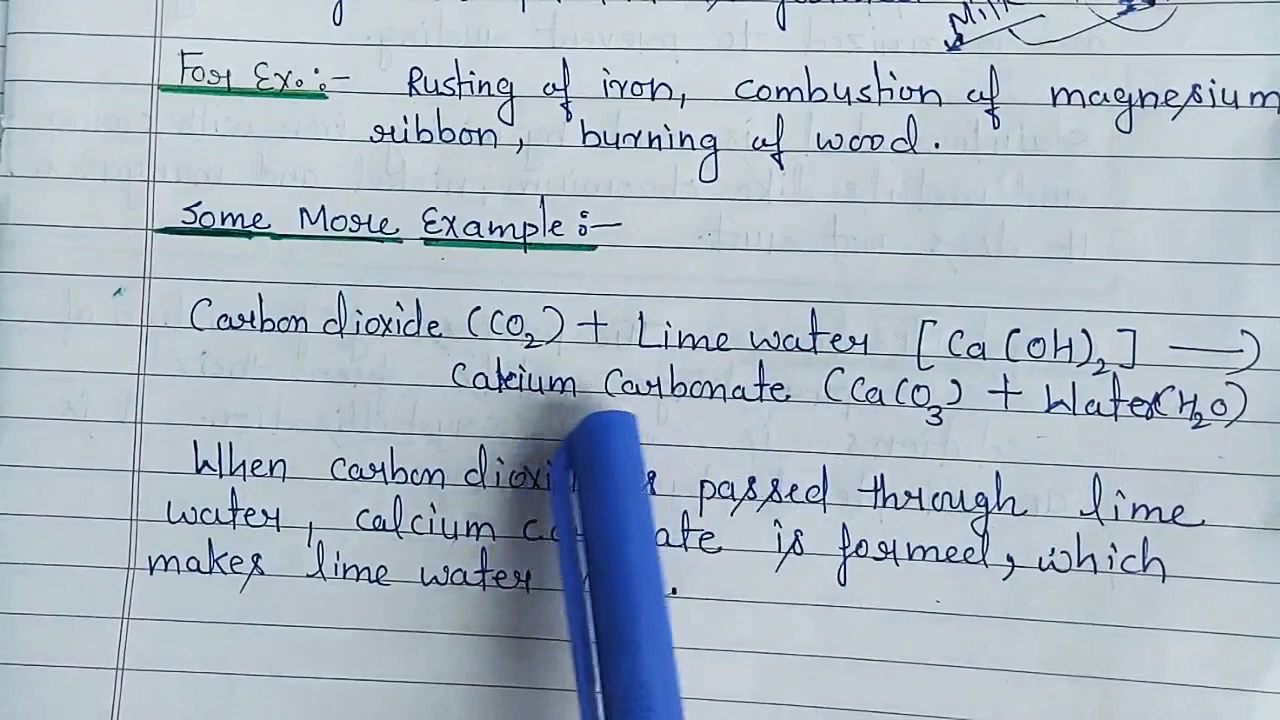 Milk
For Ex.:- Rusting of iron, combustion of magnesium
ribbon, burning of wood.
Some More Example :-
Carbon dioxide (CO2) + Lime water [Ca(OH)2] →
Calcium Carbonate (CaCO3) + Water(H2O)
When carbon passed through lime
water, calcium is formed, which
makes lime water